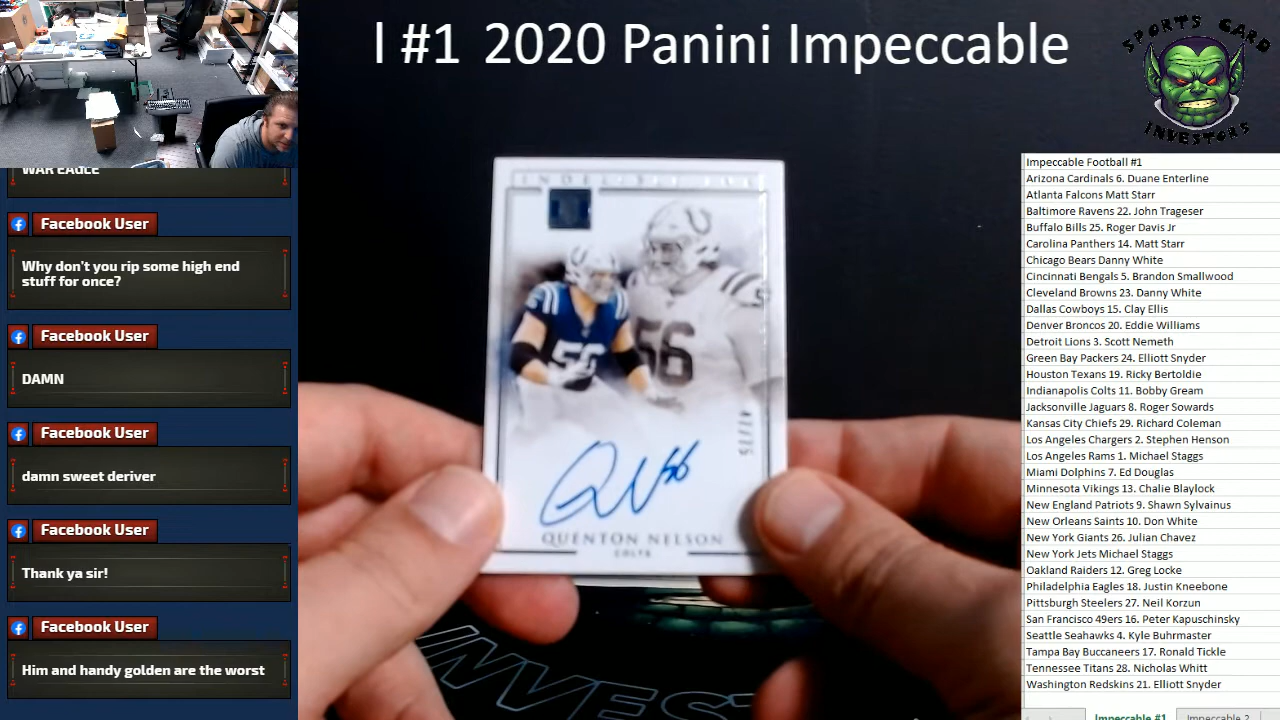 l #1 2020 Panini Impeccable
SPORTS CARD
INVESTORS
WAR EAGLE
Facebook User
Why don't you rip some high end
stuff for once?
Facebook User
DAMN
Facebook User
damn sweet deriver
Facebook User
Thank ya sir!
Facebook User
Him and handy golden are the worst
56
56
QUENTON NELSON
COLTS
INVEST
Impeccable Football #1
Arizona Cardinals 6. Duane Enterline
Atlanta Falcons Matt Starr
Baltimore Ravens 22. John Trageser
Buffalo Bills 25. Roger Davis Jr
Carolina Panthers 14. Matt Starr
Chicago Bears Danny White
Cincinnati Bengals 5. Brandon Smallwood
Cleveland Browns 23. Danny White
Dallas Cowboys 15. Clay Ellis
Denver Broncos 20. Eddie Williams
Detroit Lions 3. Scott Nemeth
Green Bay Packers 24. Elliott Snyder
Houston Texans 19. Ricky Bertoldie
Indianapolis Colts 11. Bobby Gream
Jacksonville Jaguars 8. Roger Sowards
Kansas City Chiefs 29. Richard Coleman
Los Angeles Chargers 2. Stephen Henson
Los Angeles Rams 1. Michael Staggs
Miami Dolphins 7. Ed Douglas
Minnesota Vikings 13. Chalie Blaylock
New England Patriots 9. Shawn Sylvainus
New Orleans Saints 10. Don White
New York Giants 26. Julian Chavez
New York Jets Michael Staggs
Oakland Raiders 12. Greg Locke
Philadelphia Eagles 18. Justin Kneebone
Pittsburgh Steelers 27. Neil Korzun
San Francisco 49ers 16. Peter Kapuschinsky
Seattle Seahawks 4. Kyle Buhrmaster
Tampa Bay Buccaneers 17. Ronald Tickle
Tennessee Titans 28. Nicholas Whitt
Washington Redskins 21. Elliott Snyder
Impeccable #1
Impeccable 2